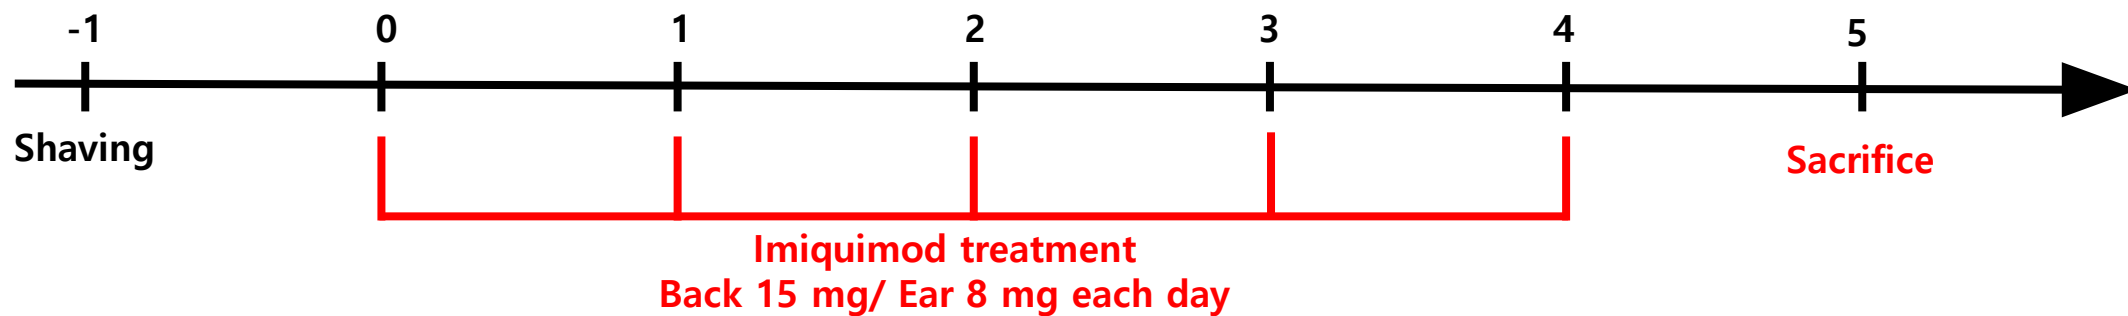 -1 0 1 2 3 4 5
Shaving
Sacrifice
Imiquimod treatment
Back 15 mg/ Ear 8 mg each day